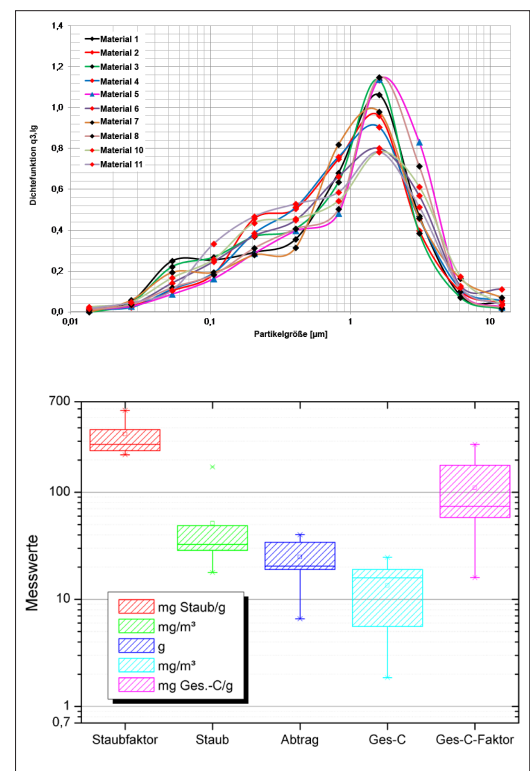 1,4
1,2
1,0
0,8
0,6
0,4
0,2
0,0
Dichtefunktion q3.lg
Material 1
Material 2
Material 3
Material 4
Material 5
Material 6
Material 7
Material 8
Material 10
Material 11
0,01
0,1
1
10
Partikelgröße [µm]
700
100
10
1
0,7
Messwerte
mg Staub/g
mg/m³
g
mg/m³
mg Ges.-C/g
Staubfaktor
Staub
Abtrag
Ges-C
Ges-C-Faktor